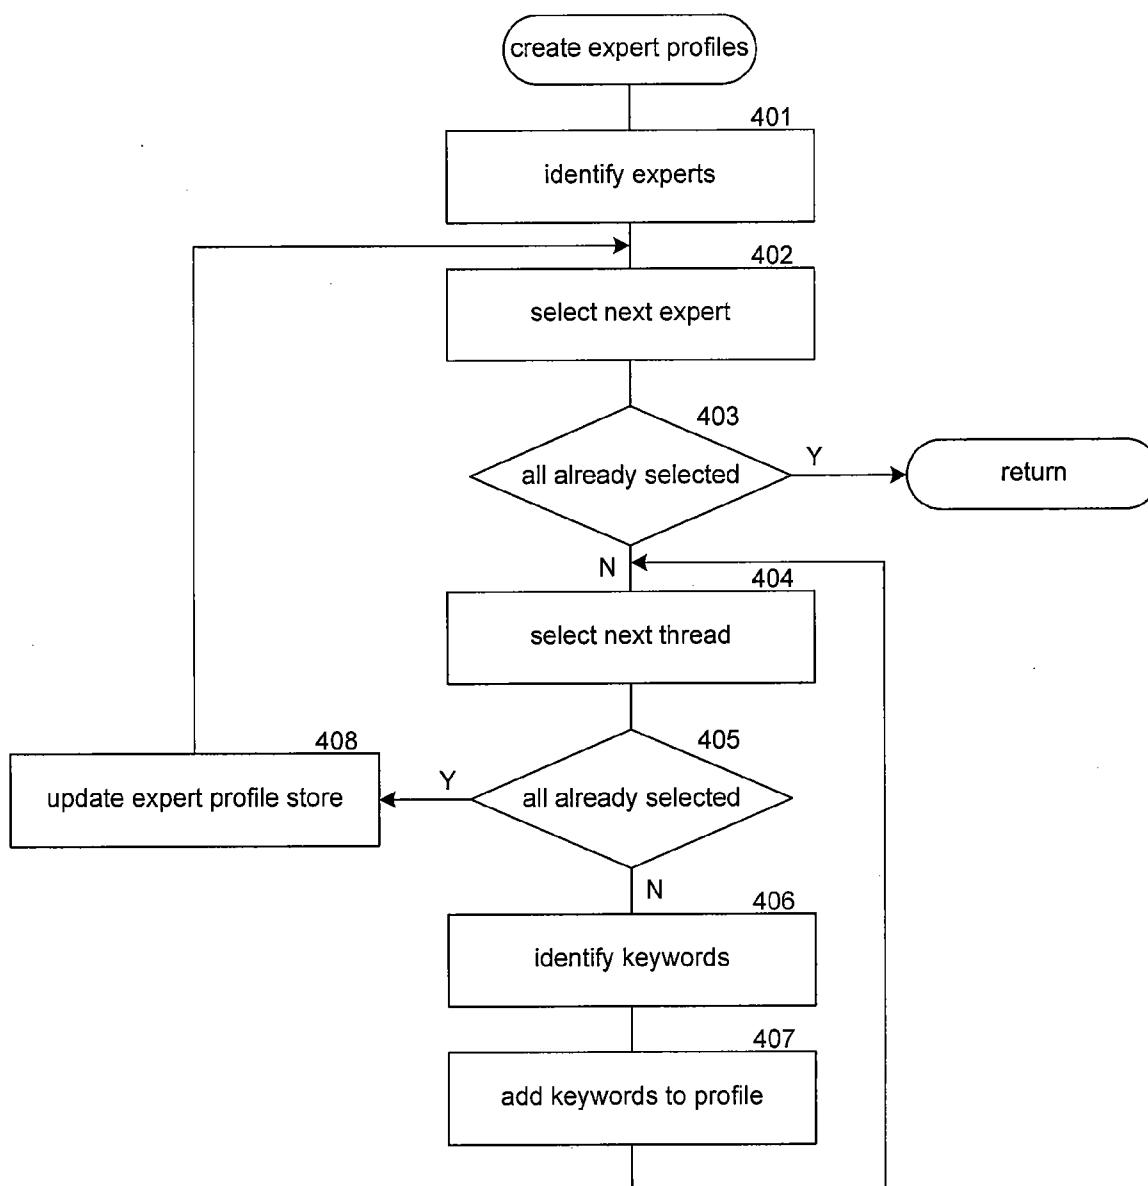 create expert profiles
401
identify experts
402
select next expert
403
all already selected
Y
return
N
404
select next thread
405
all already selected
Y
408
update expert profile store
N
406
identify keywords
407
add keywords to profile